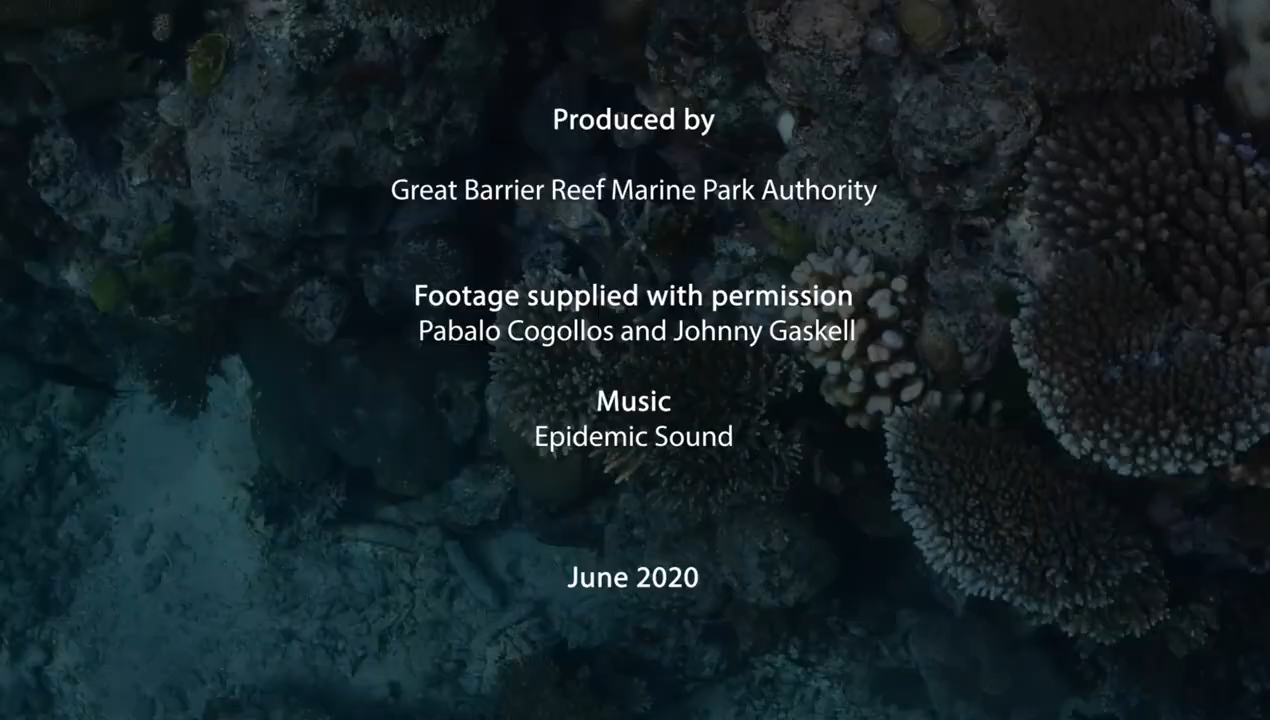 Produced by
Great Barrier Reef Marine Park Authority
Footage supplied with permission
Pabalo Cogollos and Johnny Gaskell
Music
Epidemic Sound
June 2020